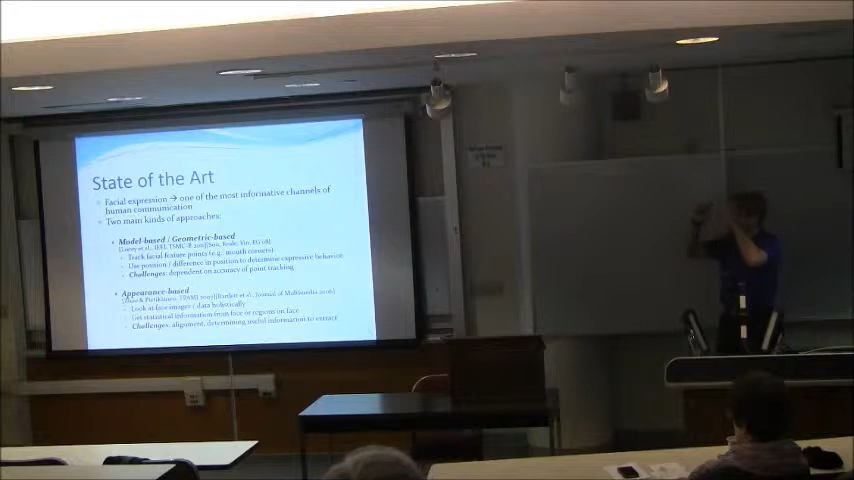 State of the Art
Facial expression → one of the most informative channels of
human communication
Two main kinds of approaches:
Model-based / Geometric-based
Track facial feature points (e.g. mouth corners)
Use position / difference in position to determine expressive behavior
Challenges: dependent on accuracy of point tracking
Appearance-based
Look at face images / data holistically
Get statistical information from face or regions on face
Challenges: alignment, determining useful information to extract